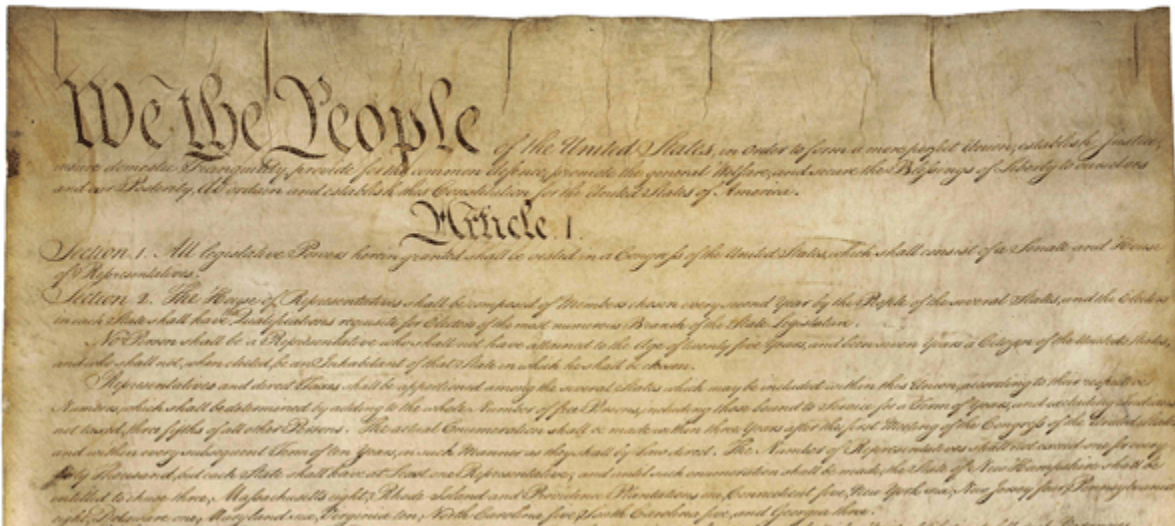 We the People of the United States, in Order to form a more perfect Union, establish Justice,
insure domestic Tranquility, provide for the common defence, promote the general Welfare, and secure the Blessings of Liberty to ourselves
and our Posterity, do ordain and establish this Constitution for the United States of America.
Article. I.
Section. 1. All legislative Powers herein granted shall be vested in a Congress of the United States, which shall consist of a Senate and House
of Representatives.
Section. 2. The House of Representatives shall be composed of Members chosen every second Year by the People of the several States, and the Electors
in each State shall have the Qualifications requisite for Electors of the most numerous Branch of the State Legislature.
No Person shall be a Representative who shall not have attained to the Age of twenty five Years, and been seven Years a Citizen of the United States,
and who shall not, when elected, be an Inhabitant of that State in which he shall be chosen.
Representatives and direct Taxes shall be apportioned among the several States which may be included within this Union, according to their respective
Numbers, which shall be determined by adding to the whole Number of free Persons, including those bound to Service for a Term of Years, and excluding Indians
not taxed, three fifths of all other Persons. The actual Enumeration shall be made within three Years after the first Meeting of the Congress of the United States,
and within every subsequent Term of ten Years, in such Manner as they shall by Law direct. The Number of Representatives shall not exceed one for every
thirty Thousand, but each State shall have at Least one Representative; and until such enumeration shall be made, the State of New Hampshire shall be
entitled to chuse three, Massachusetts eight, Rhode Island and Providence Plantations one, Connecticut five, New York six, New Jersey four, Pennsylvania
eight, Delaware one, Maryland six, Virginia ten, North Carolina five, South Carolina five, and Georgia three.